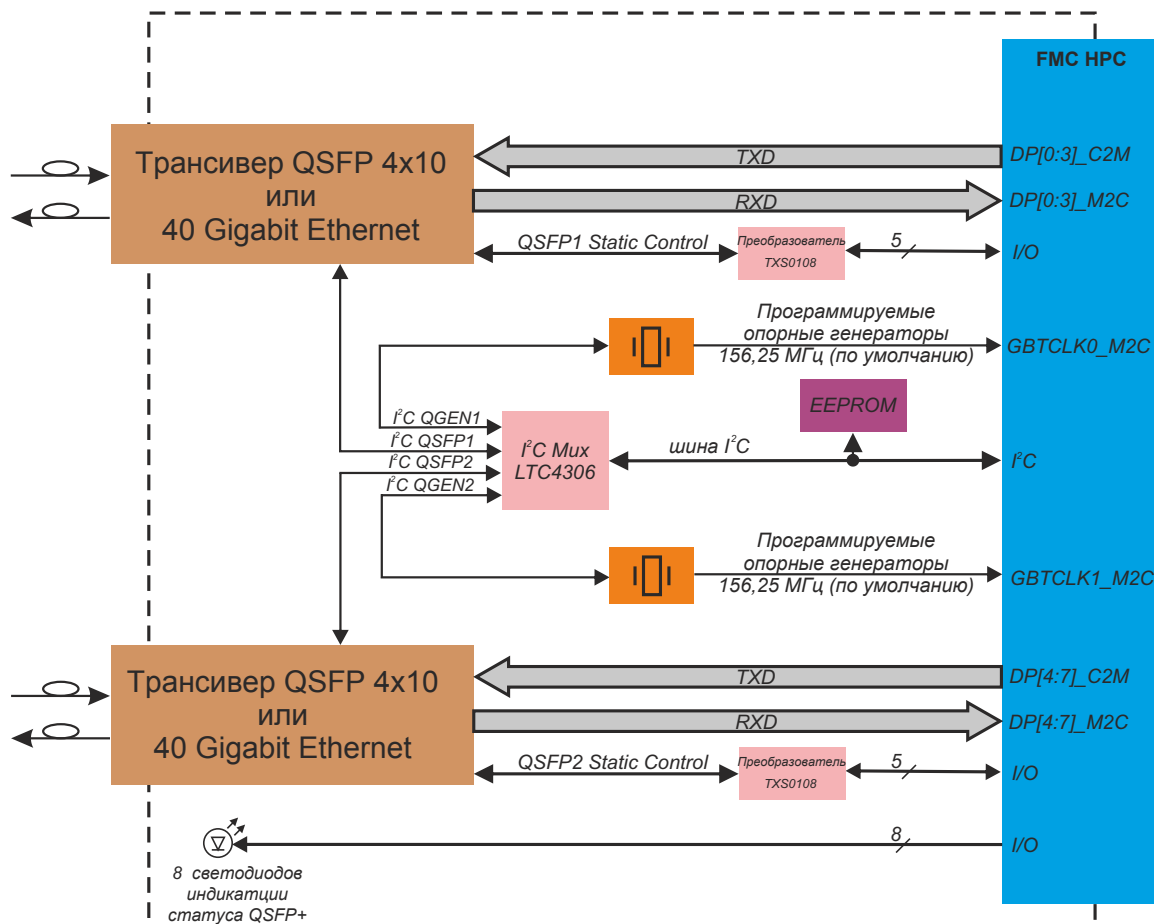 FMC HPC
Трансивер QSFP 4x10
или
40 Gigabit Ethernet
TXD
DP[0:3]_C2M
RXD
DP[0:3]_M2C
QSFP1 Static Control
Преобразователь
TXS0108
5
I/O
Программируемые
опорные генераторы
156,25 МГц (по умолчанию)
GBTCLK0_M2C
EEPROM
I²C QGEN1
I²C QSFP1
I²C QSFP2
I²C QGEN2
I²C Mux
LTC4306
шина I²C
I²C
Программируемые
опорные генераторы
156,25 МГц (по умолчанию)
GBTCLK1_M2C
Трансивер QSFP 4x10
или
40 Gigabit Ethernet
TXD
DP[4:7]_C2M
RXD
DP[4:7]_M2C
QSFP2 Static Control
Преобразователь
TXS0108
5
I/O
8
I/O
8 светодиодов
индикатции
статуса QSFP+